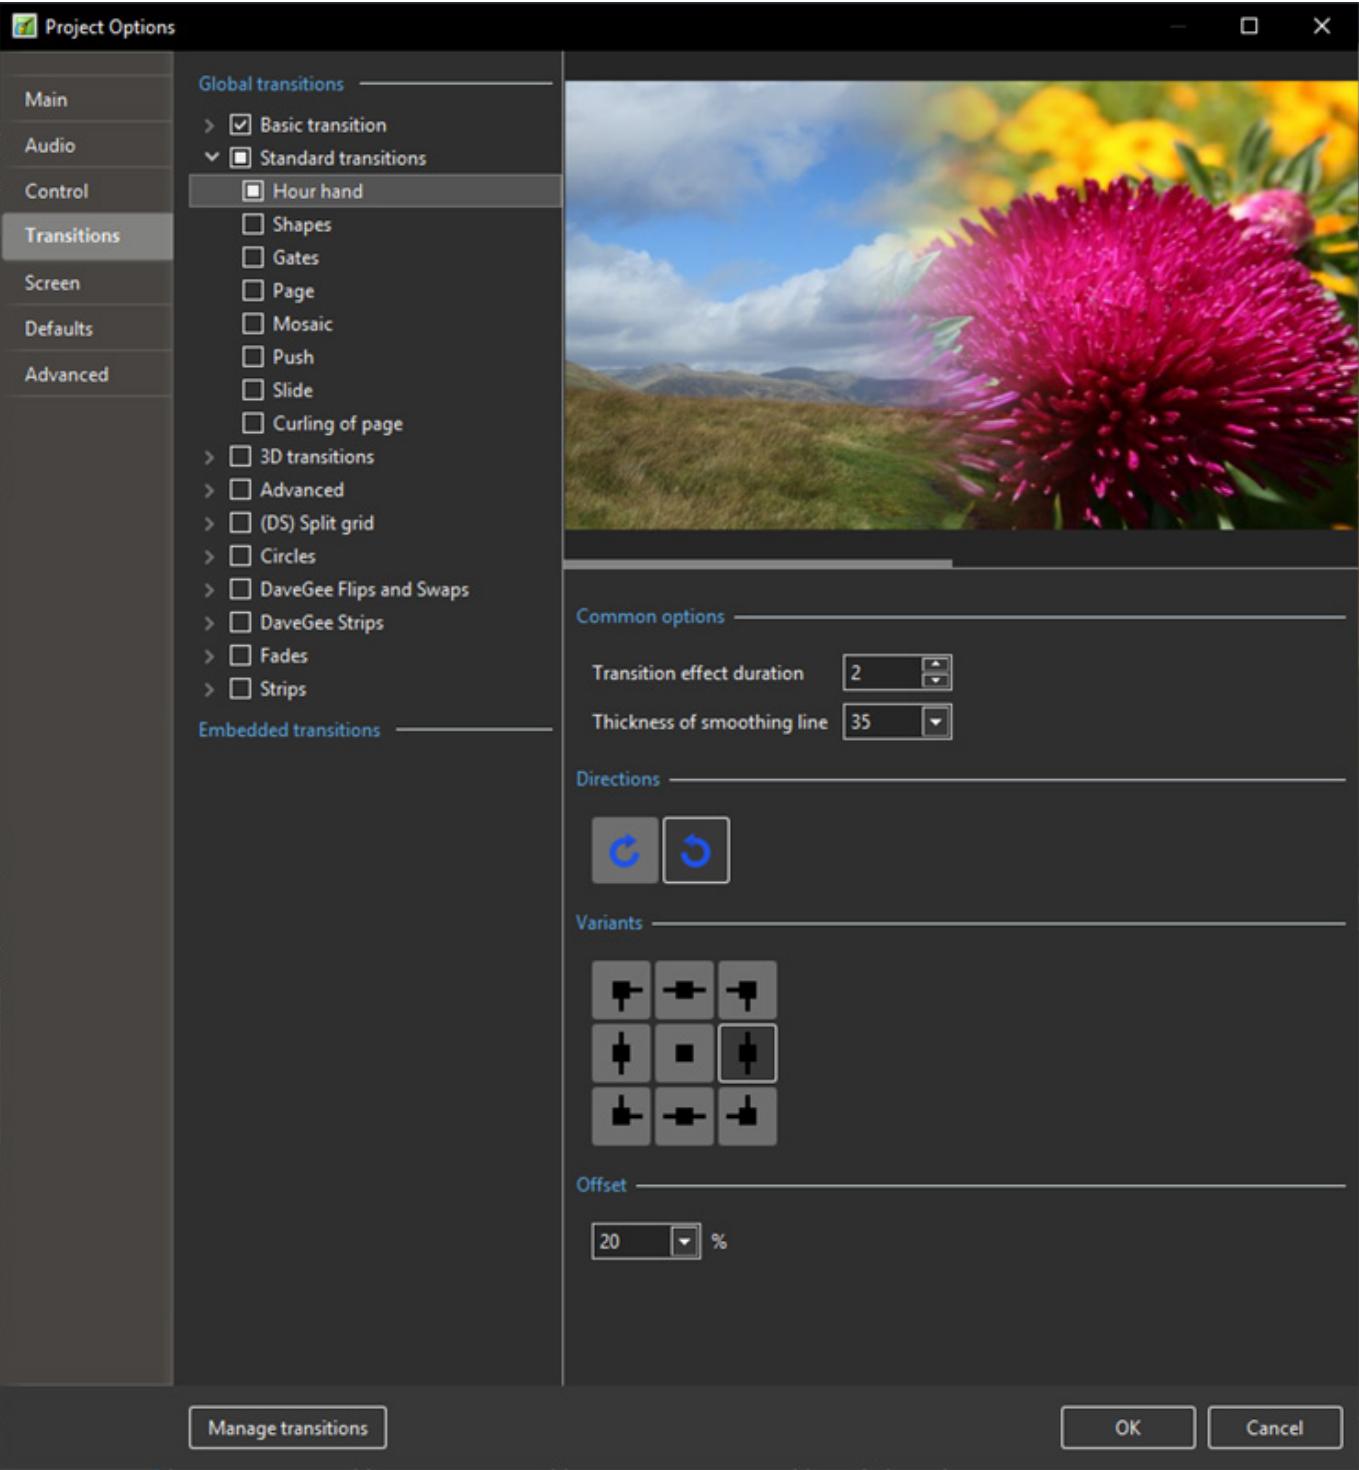 Project Options
Main
Audio
Control
Transitions
Screen
Defaults
Advanced
Global transitions
Basic transition
Standard transitions
Hour hand
Shapes
Gates
Page
Mosaic
Push
Slide
Curling of page
3D transitions
Advanced
(DS) Split grid
Circles
DaveGee Flips and Swaps
DaveGee Strips
Fades
Strips
Embedded transitions
Common options
Transition effect duration 2
Thickness of smoothing line 35
Directions
Variants
Offset
20 %
Manage transitions
OK
Cancel